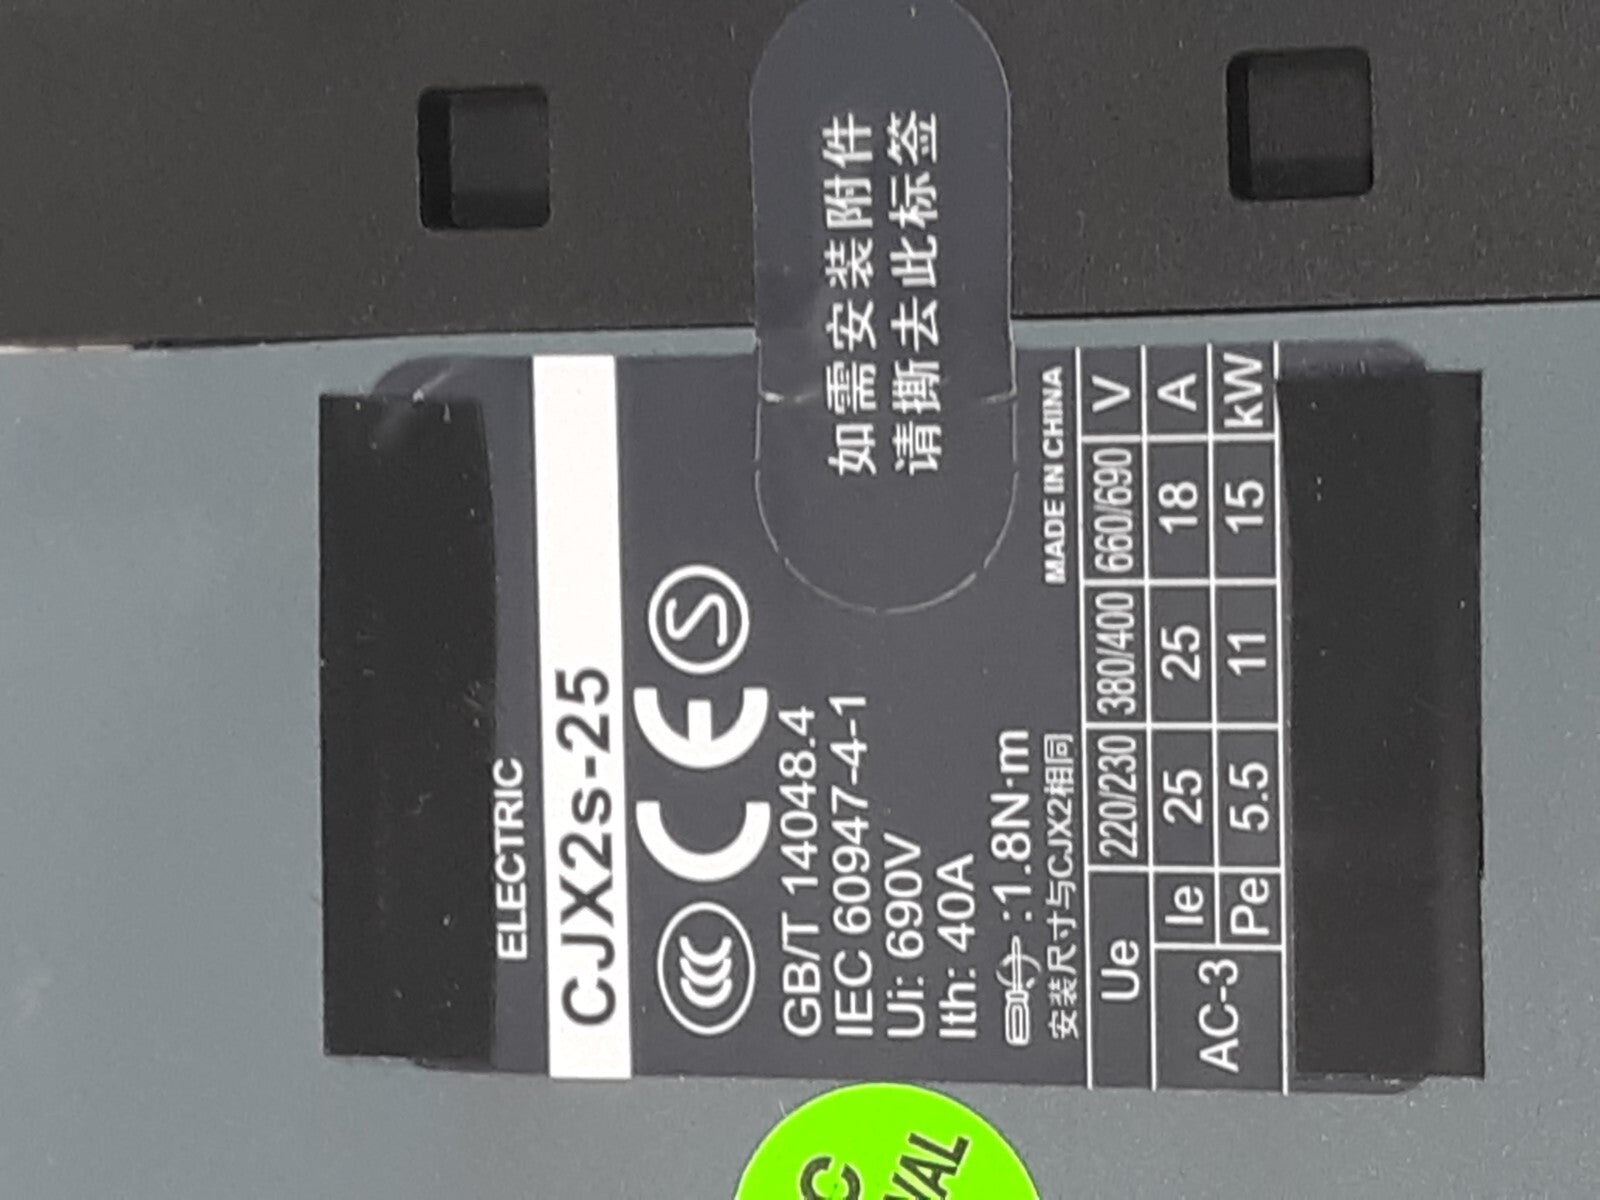 ELECTRIC
CJX2s-25
CCC CE S
GB/T 14048.4
IEC 60947-4-1
Ui: 690V
Ith: 40A
:1.8N·m
安装尺寸与CJX2相同
MADE IN CHINA
如需安装附件
请撕去此标签
Ue 220/230 380/400 660/690 V
AC-3 Ie 25 25 18 A
Pe 5.5 11 15 kW